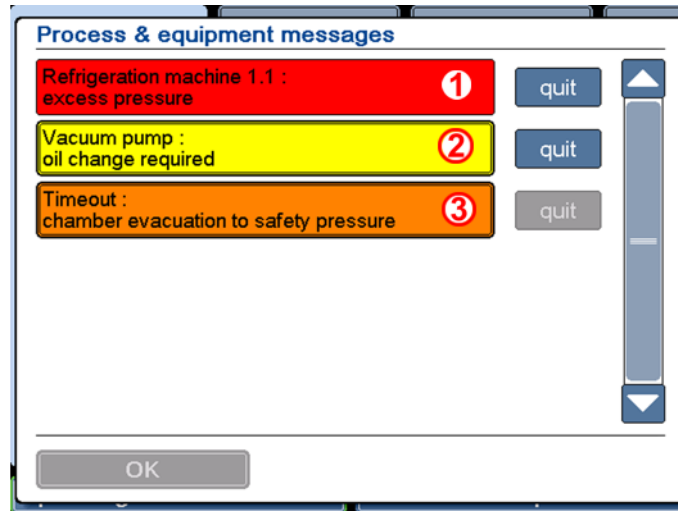 Process & equipment messages
Refrigeration machine 1.1 :
excess pressure
1
quit
Vacuum pump :
oil change required
2
quit
Timeout :
chamber evacuation to safety pressure
3
quit
OK